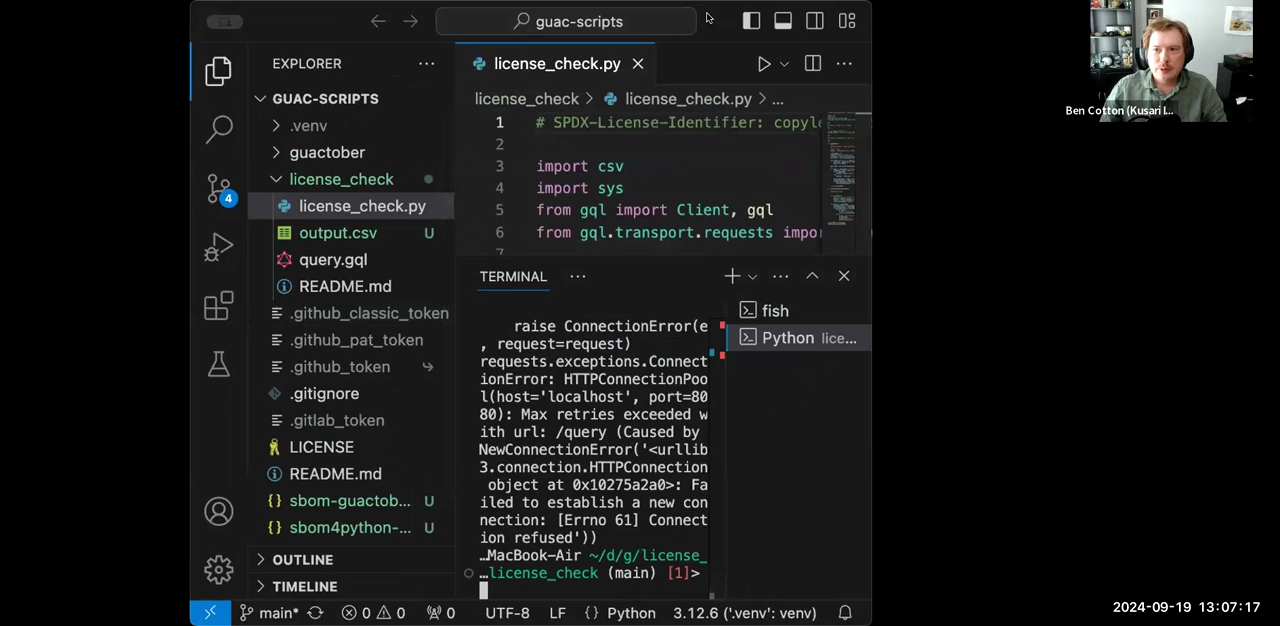 guac-scripts
EXPLORER
GUAC-SCRIPTS
.venv
guactober
license_check
license_check.py
output.csv U
query.gql
README.md
.github_classic_token
.github_pat_token
.github_token
.gitignore
.gitlab_token
LICENSE
README.md
sbom-guactob... U
sbom4python-... U
OUTLINE
TIMELINE
4
license_check.py
license_check > license_check.py > ...
1 # SPDX-License-Identifier: copyle
2
3 import csv
4 import sys
5 from gql import Client, gql
6 from gql.transport.requests impor
7
TERMINAL
raise ConnectionError(e
, request=request)
requests.exceptions.Connect
ionError: HTTPConnectionPoo
l(host='localhost', port=80
80): Max retries exceeded w
ith url: /query (Caused by
NewConnectionError('<urllib
3.connection.HTTPConnection
object at 0x10275a2a0>: Fa
iled to establish a new con
nection: [Errno 61] Connect
ion refused'))
…MacBook-Air ~/d/g/license_
…license_check (main) [1]>
fish
Python lice...
main* 0 0 0 UTF-8 LF {} Python 3.12.6 ('.venv': venv)
Ben Cotton (Kusari I...
2024-09-19 13:07:17